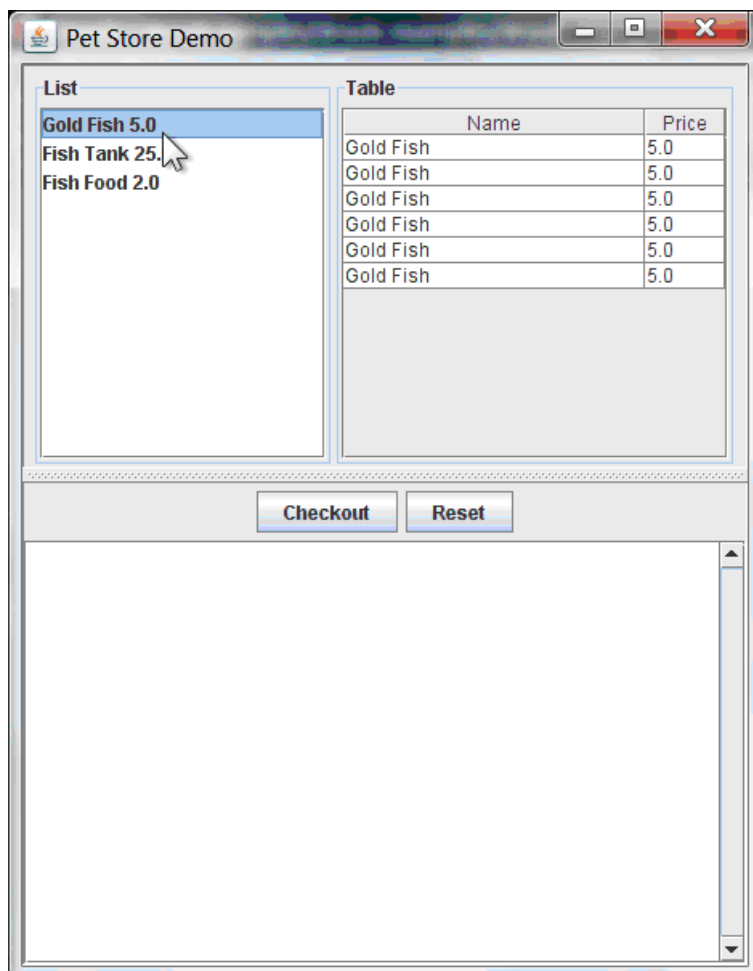 Pet Store Demo
List
Gold Fish 5.0
Fish Tank 25.
Fish Food 2.0
Table
Name Price
Gold Fish 5.0
Gold Fish 5.0
Gold Fish 5.0
Gold Fish 5.0
Gold Fish 5.0
Gold Fish 5.0
Checkout Reset